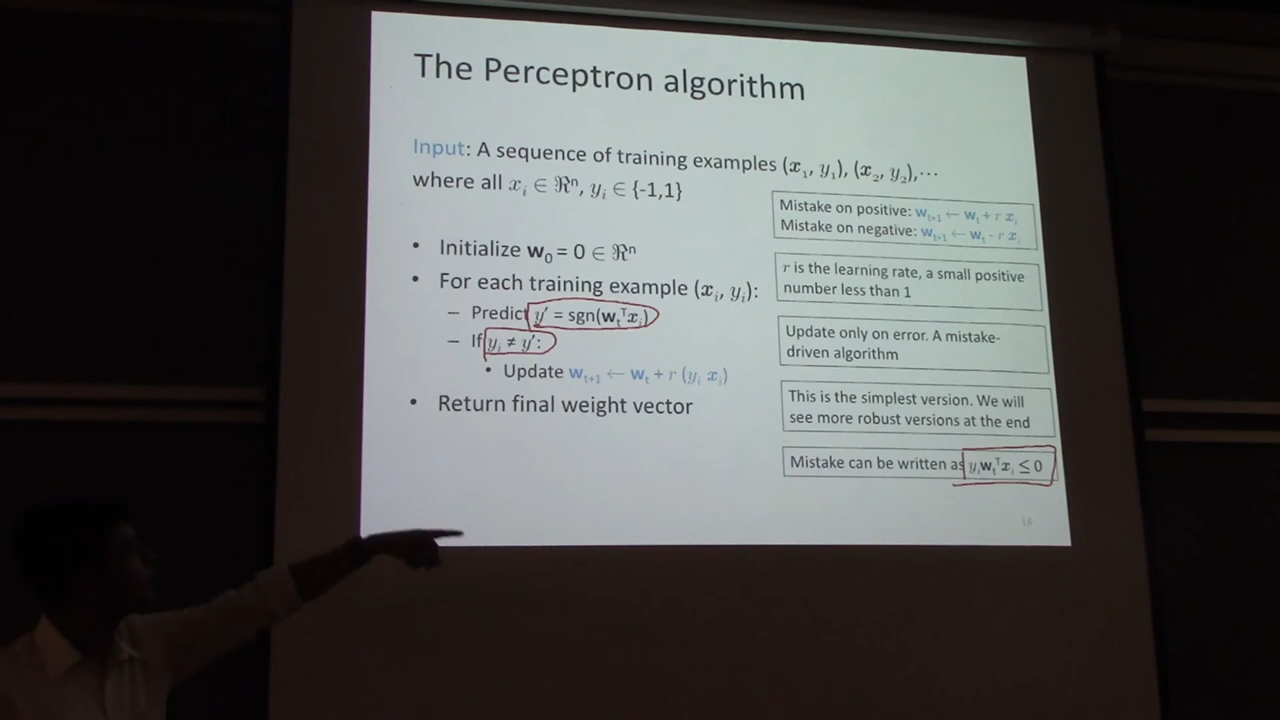 The Perceptron algorithm
Input: A sequence of training examples (x₁, y₁), (x₂, y₂),⋯
where all xᵢ ∈ ℜⁿ, yᵢ ∈ {-1,1}
• Initialize w₀ = 0 ∈ ℜⁿ
• For each training example (xᵢ, yᵢ):
– Predict y′ = sgn(wₜᵀxᵢ)
– If yᵢ ≠ y′:
• Update wₜ₊₁ ← wₜ + r (yᵢ xᵢ)
• Return final weight vector
Mistake on positive: wₜ₊₁ ← wₜ + r xᵢ
Mistake on negative: wₜ₊₁ ← wₜ - r xᵢ
r is the learning rate, a small positive
number less than 1
Update only on error. A mistake-
driven algorithm
This is the simplest version. We will
see more robust versions at the end
Mistake can be written as yᵢwₜᵀxᵢ ≤ 0
18